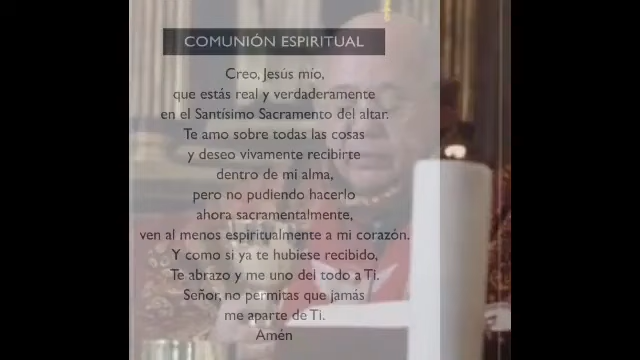 COMUNIÓN ESPIRITUAL
Creo, Jesús mío,
que estás real y verdaderamente
en el Santísimo Sacramento del altar.
Te amo sobre todas las cosas
y deseo vivamente recibirte
dentro de mi alma,
pero no pudiendo hacerlo
ahora sacramentalmente,
ven al menos espiritualmente a mi corazón.
Y como si ya te hubiese recibido,
Te abrazo y me uno del todo a Ti.
Señor, no permitas que jamás
me aparte de Ti.
Amén